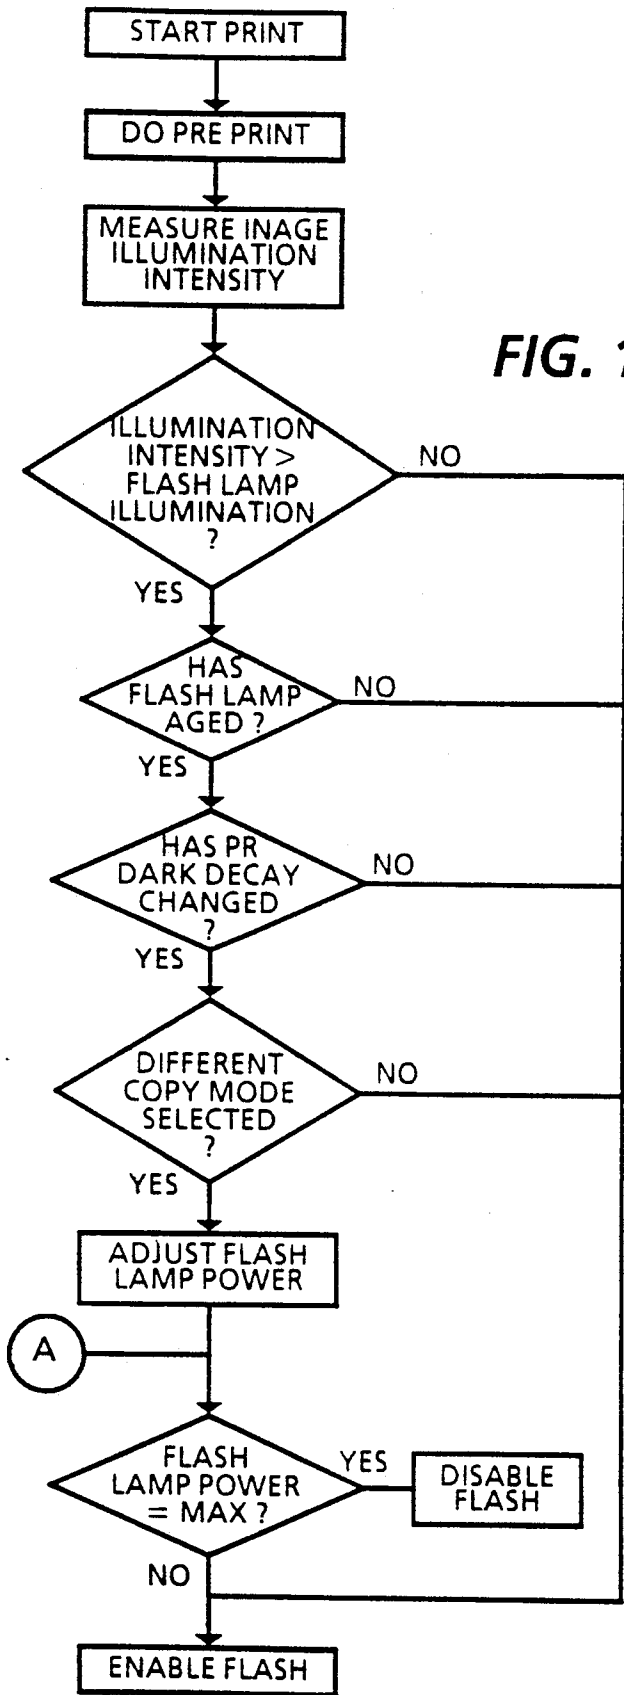 START PRINT
DO PRE PRINT
MEASURE INAGE
ILLUMINATION
INTENSITY
FIG. 1
ILLUMINATION
INTENSITY >
FLASH LAMP
ILLUMINATION
?
NO
YES
HAS
FLASH LAMP
AGED ?
NO
YES
HAS PR
DARK DECAY
CHANGED
?
NO
YES
DIFFERENT
COPY MODE
SELECTED
?
NO
YES
ADJUST FLASH
LAMP POWER
A
FLASH
LAMP POWER
= MAX ?
YES
DISABLE
FLASH
NO
ENABLE FLASH